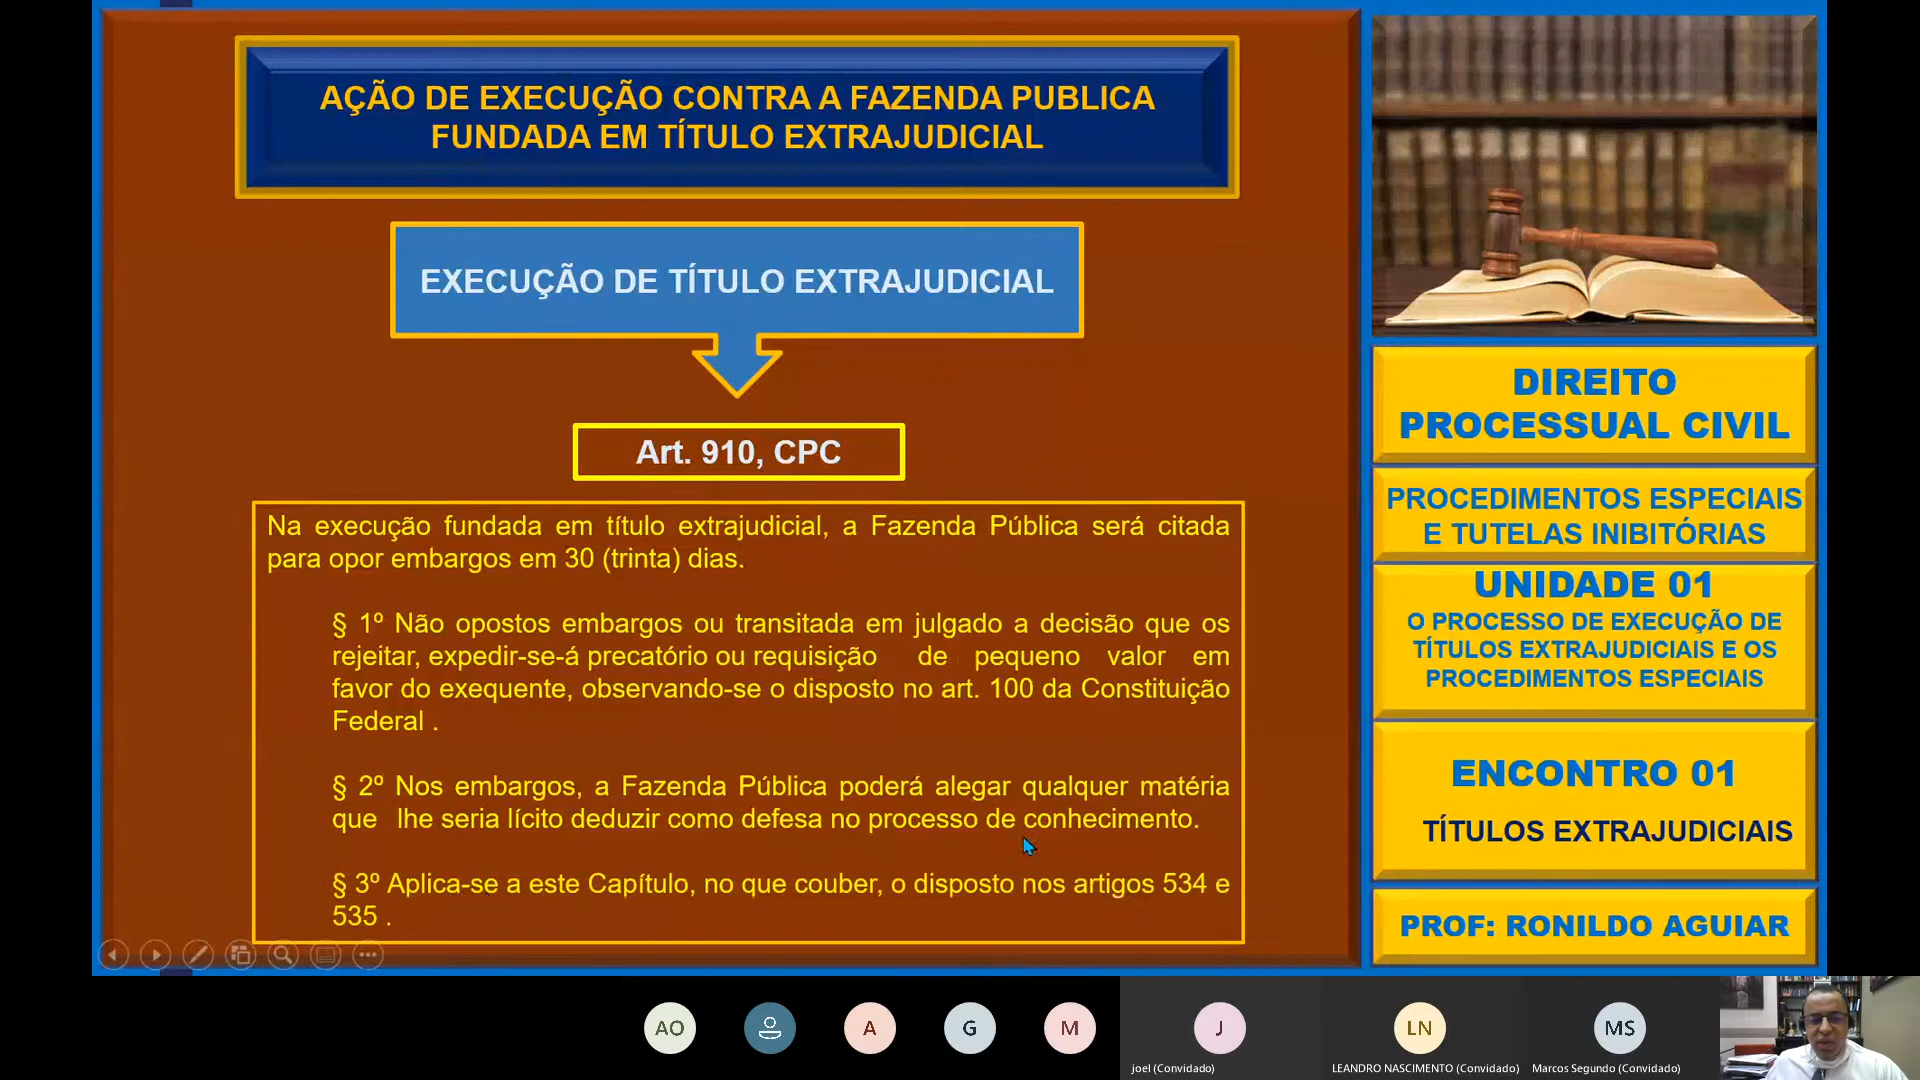 AÇÃO DE EXECUÇÃO CONTRA A FAZENDA PUBLICA
FUNDADA EM TÍTULO EXTRAJUDICIAL
EXECUÇÃO DE TÍTULO EXTRAJUDICIAL
Art. 910, CPC
Na execução fundada em título extrajudicial, a Fazenda Pública será citada
para opor embargos em 30 (trinta) dias.
§ 1º Não opostos embargos ou transitada em julgado a decisão que os
rejeitar, expedir-se-á precatório ou requisição de pequeno valor em
favor do exequente, observando-se o disposto no art. 100 da Constituição
Federal .
§ 2º Nos embargos, a Fazenda Pública poderá alegar qualquer matéria
que lhe seria lícito deduzir como defesa no processo de conhecimento.
§ 3º Aplica-se a este Capítulo, no que couber, o disposto nos artigos 534 e
535 .
DIREITO
PROCESSUAL CIVIL
PROCEDIMENTOS ESPECIAIS
E TUTELAS INIBITÓRIAS
UNIDADE 01
O PROCESSO DE EXECUÇÃO DE
TÍTULOS EXTRAJUDICIAIS E OS
PROCEDIMENTOS ESPECIAIS
ENCONTRO 01
TÍTULOS EXTRAJUDICIAIS
PROF: RONILDO AGUIAR
AO
A
G
M
J
LN
MS
joel (Convidado)
LEANDRO NASCIMENTO (Convidado)
Marcos Segundo (Convidado)